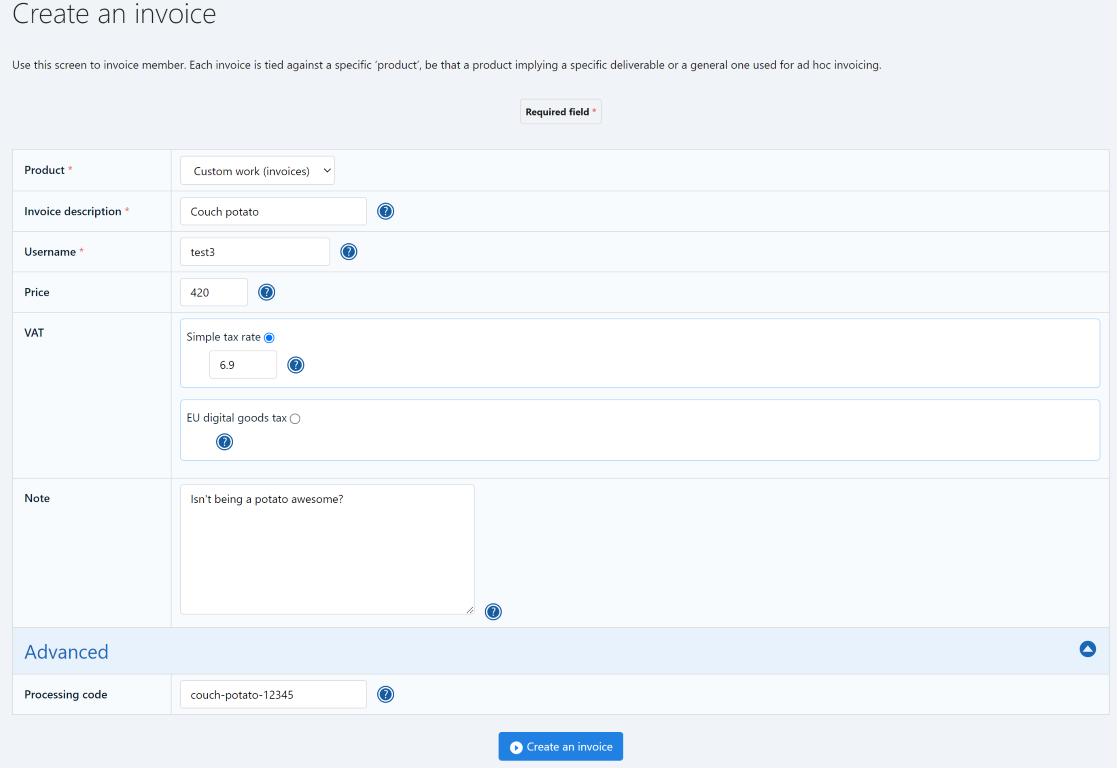 Create an invoice
Use this screen to invoice member. Each invoice is tied against a specific 'product', be that a product implying a specific deliverable or a general one used for ad hoc invoicing.
Required field *
Product *
Custom work (invoices)
Invoice description *
Couch potato
?
Username *
test3
?
Price
420
?
VAT
Simple tax rate
6.9
?
EU digital goods tax
?
Note
Isn't being a potato awesome?
?
Advanced
Processing code
couch-potato-12345
?
Create an invoice